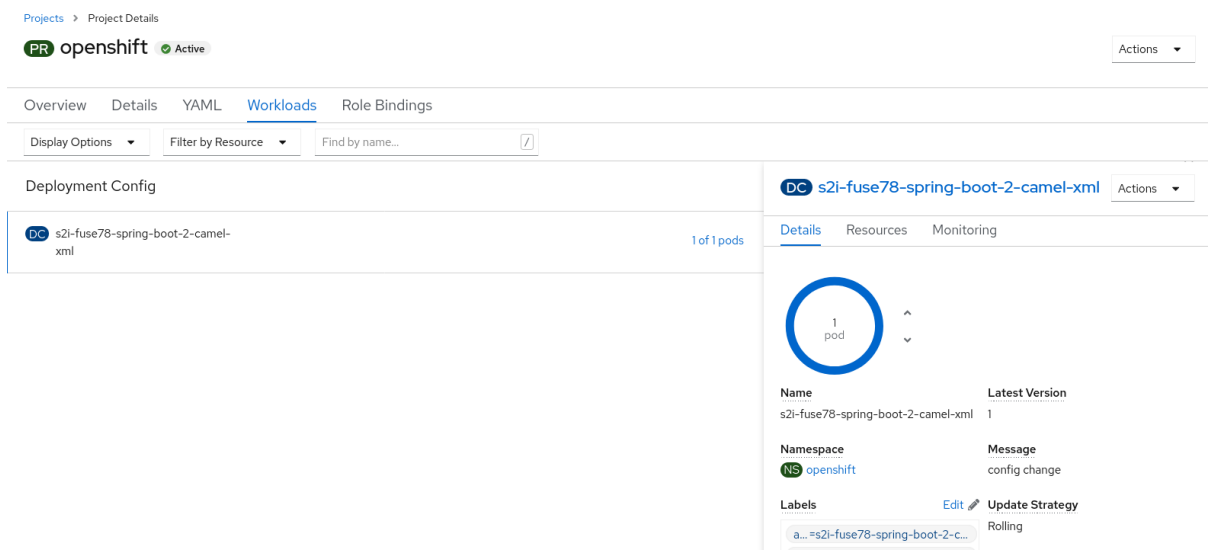 Projects > Project Details
PR openshift Active
Actions
Overview Details YAML Workloads Role Bindings
Display Options Filter by Resource Find by name... /
Deployment Config
DC s2i-fuse78-spring-boot-2-camel-
xml
1 of 1 pods
DC s2i-fuse78-spring-boot-2-camel-xml Actions
Details Resources Monitoring
1
pod
Name Latest Version
s2i-fuse78-spring-boot-2-camel-xml 1
Namespace Message
NS openshift config change
Labels Edit Update Strategy
Rolling
a...=s2i-fuse78-spring-boot-2-c...